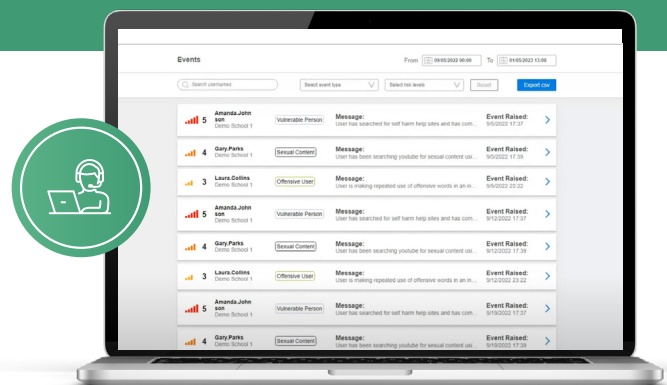 Events
From 09/05/2022 00:00 To 01/05/2023 13:00
Search usernames Select event type Select risk levels Reset Export csv
5 Amanda.John
son
Demo School 1 Vulnerable Person Message:
User has searched for self harm help sites and has com... Event Raised:
9/5/2022 17:37
4 Gary.Parks
Demo School 1 Sexual Content Message:
User has been searching youtube for sexual content usi... Event Raised:
9/5/2022 17:39
3 Laura.Collins
Demo School 1 Offensive User Message:
User is making repeated use of offensive words in an in... Event Raised:
9/5/2022 23:22
5 Amanda.John
son
Demo School 1 Vulnerable Person Message:
User has searched for self harm help sites and has com... Event Raised:
9/12/2022 17:37
4 Gary.Parks
Demo School 1 Sexual Content Message:
User has been searching youtube for sexual content usi... Event Raised:
9/12/2022 17:39
3 Laura.Collins
Demo School 1 Offensive User Message:
User is making repeated use of offensive words in an in... Event Raised:
9/12/2022 23:22
5 Amanda.John
son
Demo School 1 Vulnerable Person Message:
User has searched for self harm help sites and has com... Event Raised:
9/19/2022 17:37
4 Gary.Parks
Demo School 1 Sexual Content Message:
User has been searching youtube for sexual content usi... Event Raised:
9/19/2022 17:39